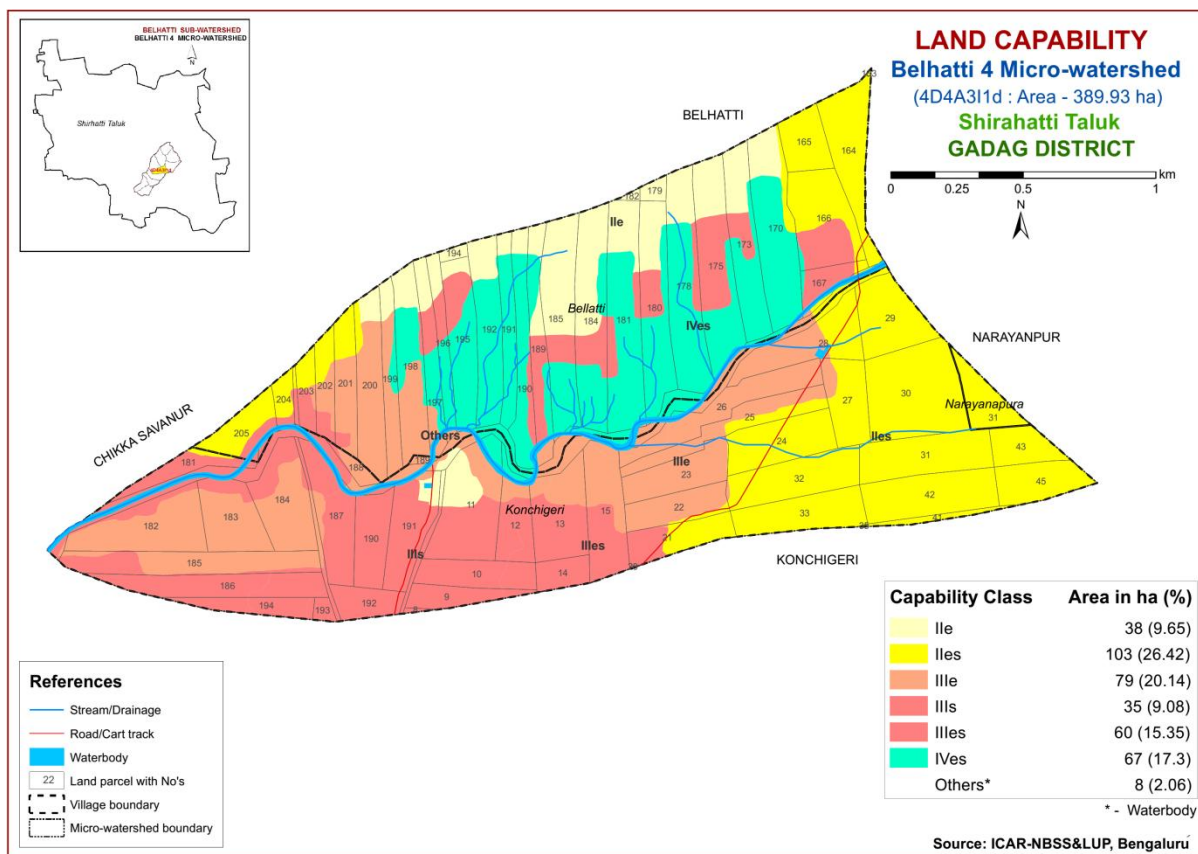 BELHATTI SUB-WATERSHED
BELHATTI 4 MICRO-WATERSHED
N
Shirhatti Taluk
LAND CAPABILITY
Belhatti 4 Micro-watershed
(4D4A3I1d : Area - 389.93 ha)
Shirahatti Taluk
GADAG DISTRICT
km
0 0.25 0.5 1
N
BELHATTI
165
164
166
182 179
IIe
170
173
175
194
178
167
Bellatti
180
185 184 181
IVes
192 191
196 195
189
198
199
200
201
202
203
204
205
197
190
29
28
NARAYANPUR
30
Narayanapura
31
27
26
25
24
IIes
43
31
45
CHIKKA SAVANUR
Others
181
188
189
IIIe
23
32
42
184
183
182
187
11
Konchigeri
15
22
33
41
191
12
13
190
IIIs
IIIes
21
KONCHIGERI
185
186
10
14
194
193
192
9
8
Capability Class Area in ha (%)
IIe 38 (9.65)
IIes 103 (26.42)
IIIe 79 (20.14)
IIIs 35 (9.08)
IIIes 60 (15.35)
IVes 67 (17.3)
Others* 8 (2.06)
* - Waterbody
References
Stream/Drainage
Road/Cart track
Waterbody
22 Land parcel with No's
Village boundary
Micro-watershed boundary
Source: ICAR-NBSS&LUP, Bengaluru